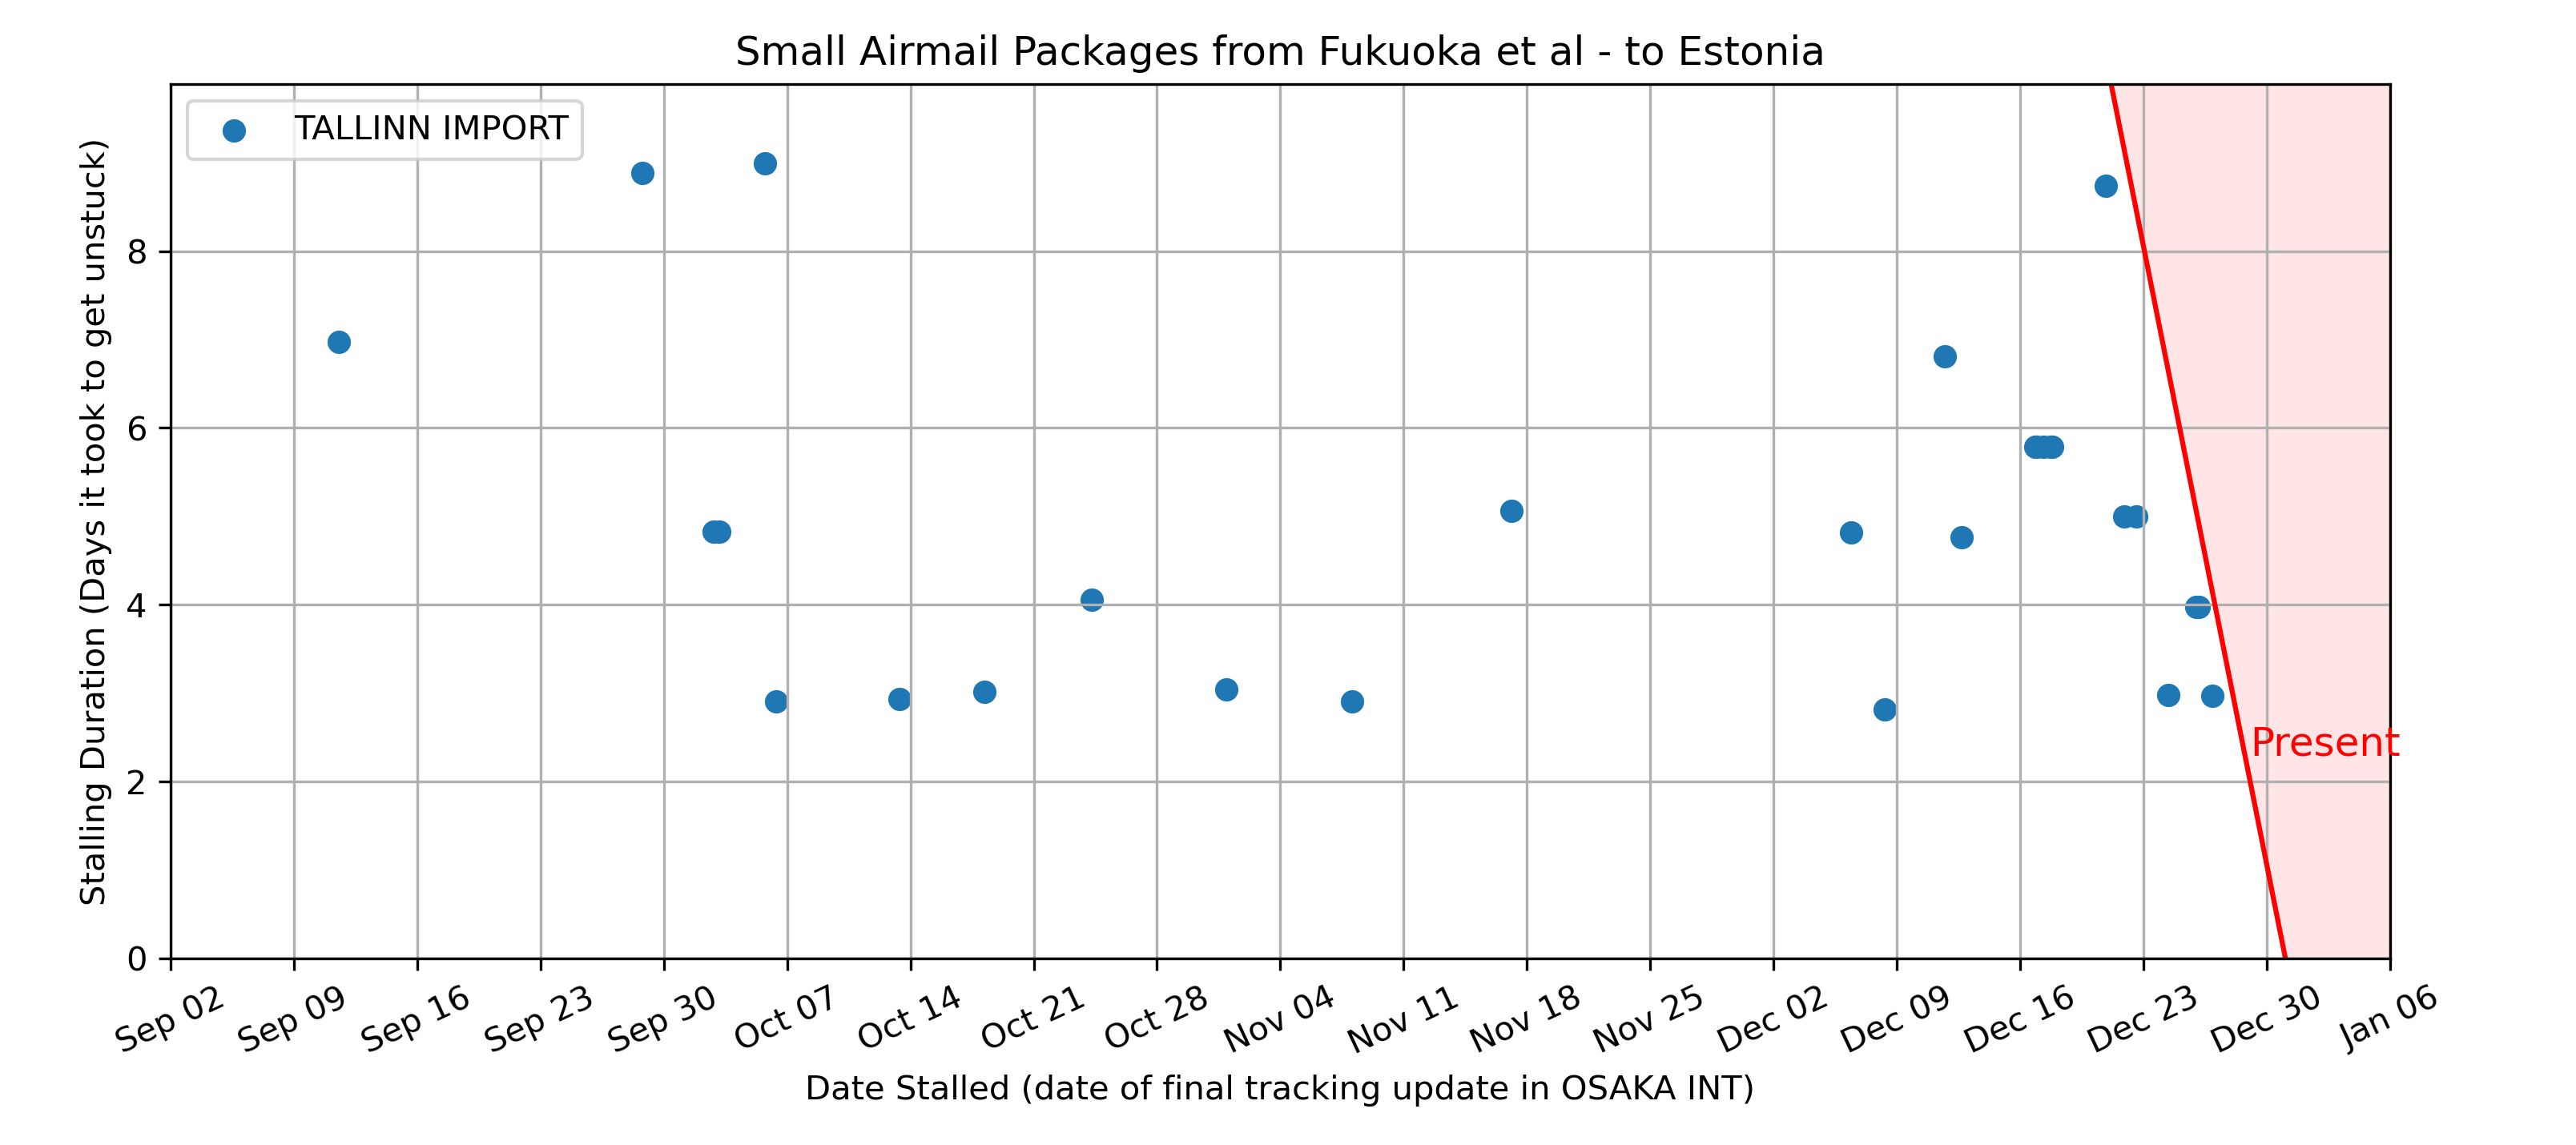 Small Airmail Packages from Fukuoka et al - to Estonia
TALLINN IMPORT
Stalling Duration (Days it took to get unstuck)
8
6
4
2
0
Present
Sep 02
Sep 09
Sep 16
Sep 23
Sep 30
Oct 07
Oct 14
Oct 21
Oct 28
Nov 04
Nov 11
Nov 18
Nov 25
Dec 02
Dec 09
Dec 16
Dec 23
Dec 30
Jan 06
Date Stalled (date of final tracking update in OSAKA INT)